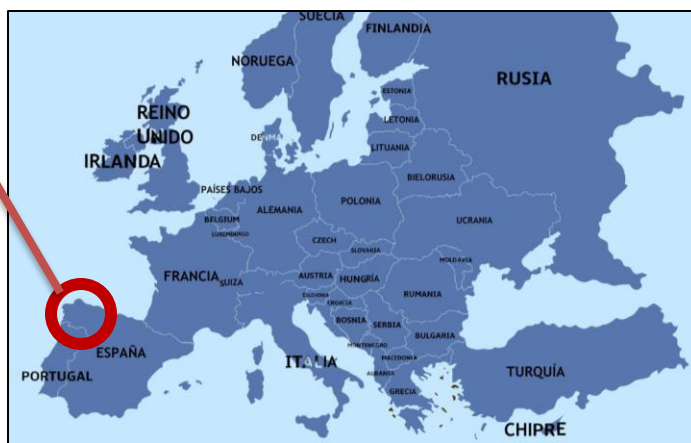 SUECIA
FINLANDIA
NORUEGA
RUSIA
ESTONIA
LETONIA
REINO
UNIDO
DENMA
LITUANIA
IRLANDA
BIELORUSIA
PAÍSES BAJOS
POLONIA
ALEMANIA
BELGIUM
UCRANIA
LUXEMBURGO
CZECH
SLOVAKIA
MOLDAVIA
FRANCIA
SUIZA
AUSTRIA
HUNGRÍA
RUMANIA
ESLOVENIA
CROACIA
BOSNIA
SERBIA
BULGARIA
MONTENEGRO
ESPAÑA
ITALIA
MACEDONIA
ALBANIA
PORTUGAL
TURQUÍA
GRECIA
CHIPRE